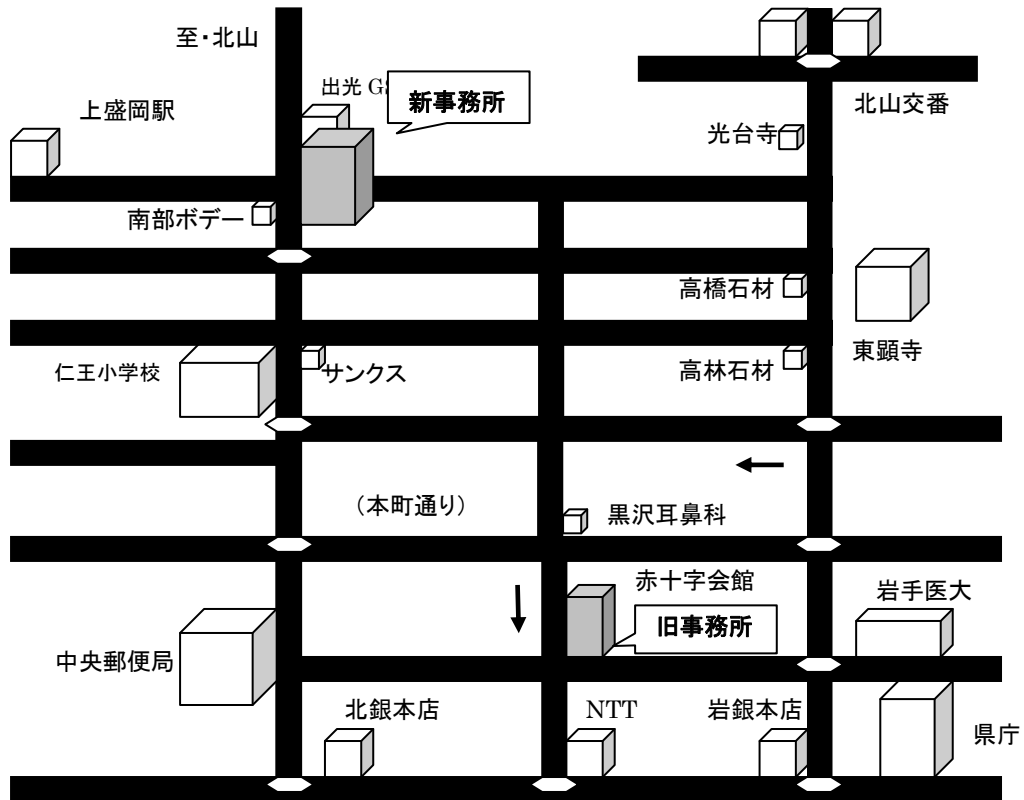 至・北山
出光 GS
新事務所
上盛岡駅
北山交番
光台寺
南部ボデー
高橋石材
東顕寺
仁王小学校
サンクス
高林石材
(本町通り)
黒沢耳鼻科
赤十字会館
岩手医大
旧事務所
中央郵便局
北銀本店
NTT
岩銀本店
県庁